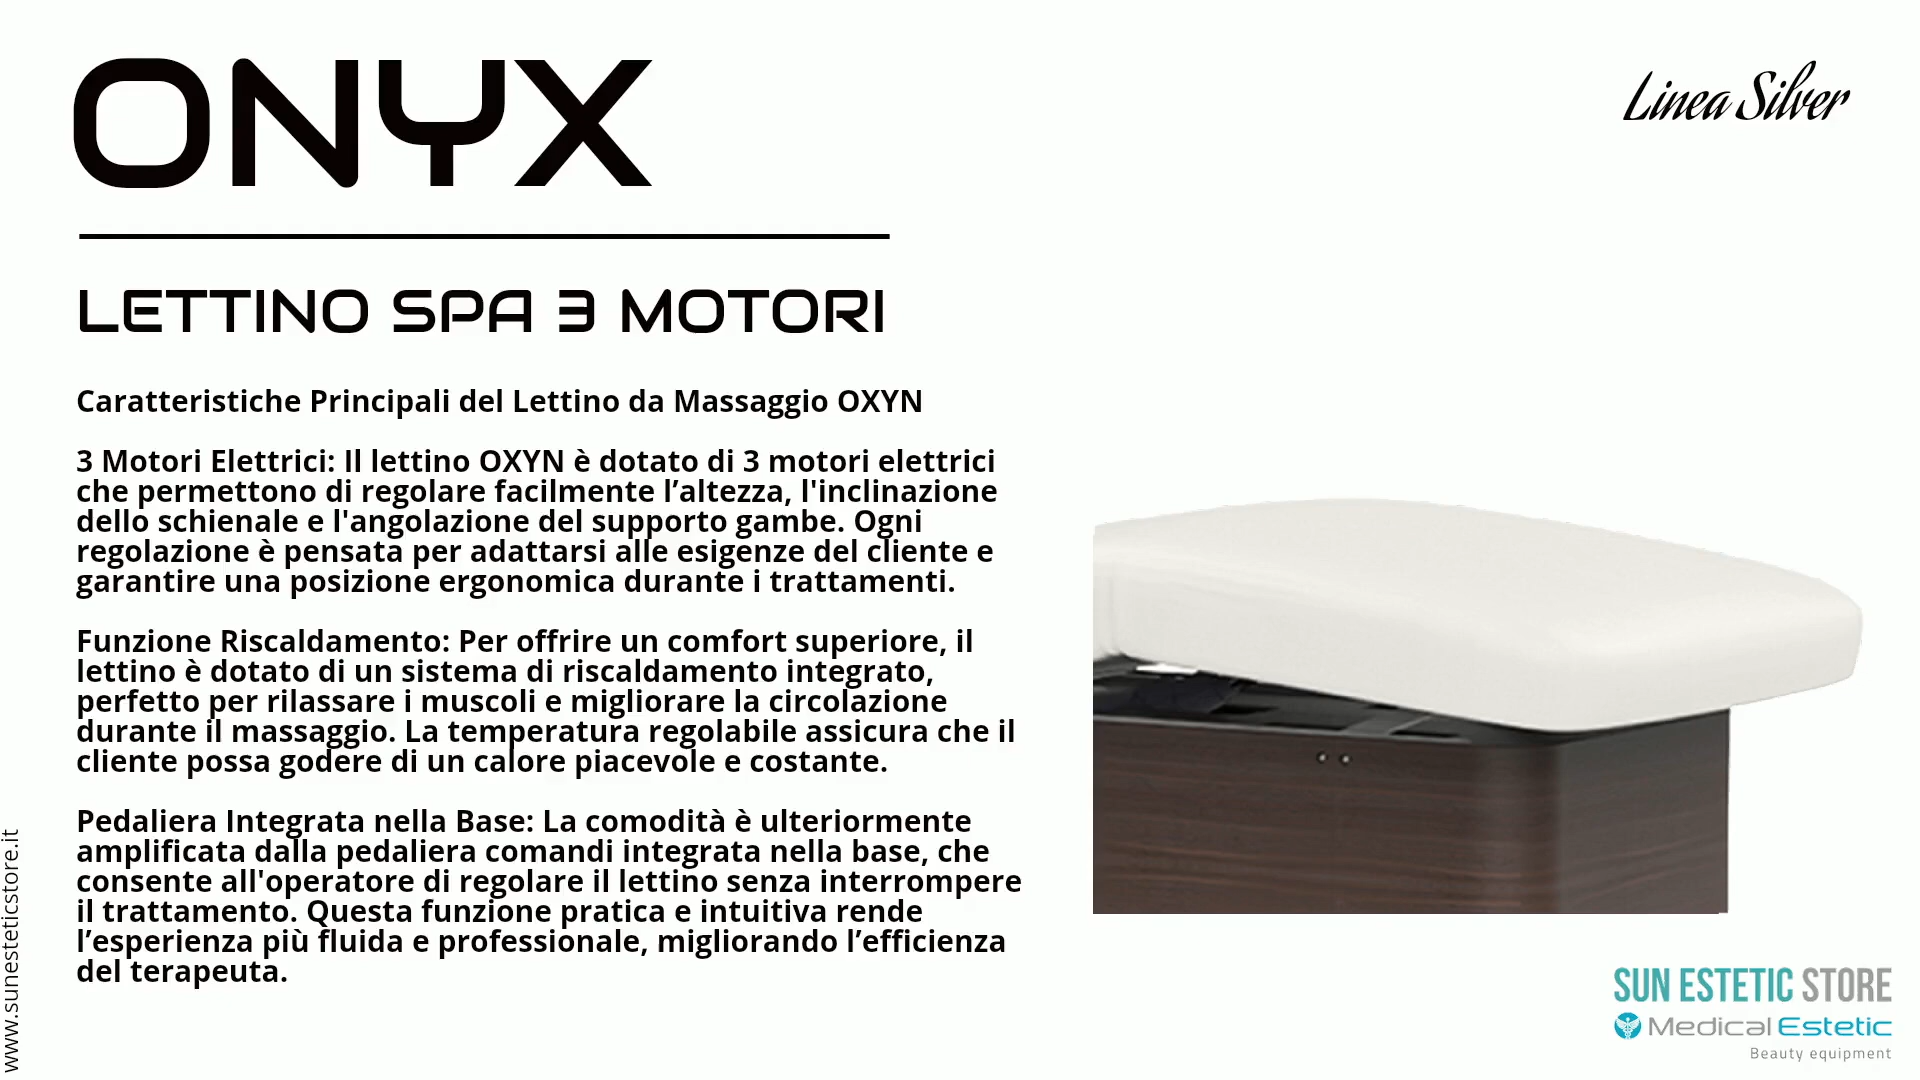 ONYX
Linea Silver
LETTINO SPA 3 MOTORI
Caratteristiche Principali del Lettino da Massaggio OXYN
3 Motori Elettrici: Il lettino OXYN è dotato di 3 motori elettrici
che permettono di regolare facilmente l’altezza, l'inclinazione
dello schienale e l'angolazione del supporto gambe. Ogni
regolazione è pensata per adattarsi alle esigenze del cliente e
garantire una posizione ergonomica durante i trattamenti.
Funzione Riscaldamento: Per offrire un comfort superiore, il
lettino è dotato di un sistema di riscaldamento integrato,
perfetto per rilassare i muscoli e migliorare la circolazione
durante il massaggio. La temperatura regolabile assicura che il
cliente possa godere di un calore piacevole e costante.
Pedaliera Integrata nella Base: La comodità è ulteriormente
amplificata dalla pedaliera comandi integrata nella base, che
consente all'operatore di regolare il lettino senza interrompere
il trattamento. Questa funzione pratica e intuitiva rende
l’esperienza più fluida e professionale, migliorando l’efficienza
del terapeuta.
www.sunesteticstore.it
SUN ESTETIC STORE
Medical Estetic
Beauty equipment